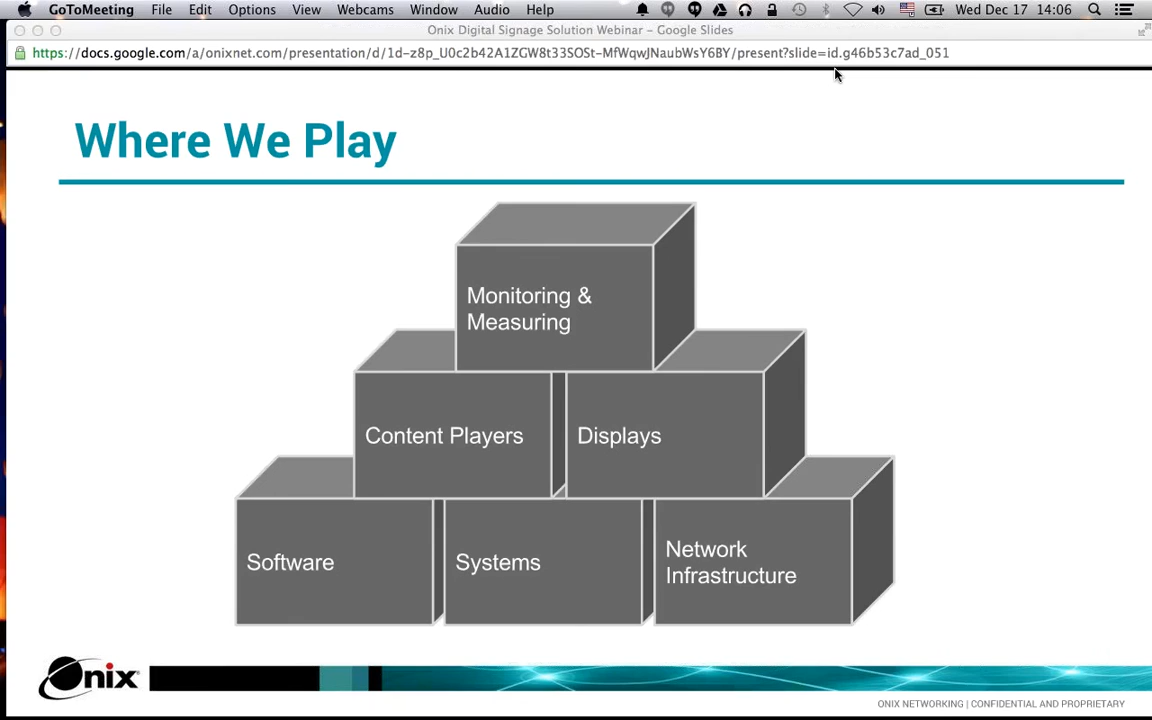 GoToMeeting File Edit Options View Webcams Window Audio Help Wed Dec 17 14:06
Onix Digital Signage Solution Webinar – Google Slides
https://docs.google.com/a/onixnet.com/presentation/d/1d-z8p_U0c2b42A1ZGW8t33SOSt-MfWqwJNaubWsY6BY/present?slide=id.g46b53c7ad_051
Where We Play
Monitoring &
Measuring
Content Players
Displays
Software
Systems
Network
Infrastructure
Onix
ONIX NETWORKING | CONFIDENTIAL AND PROPRIETARY